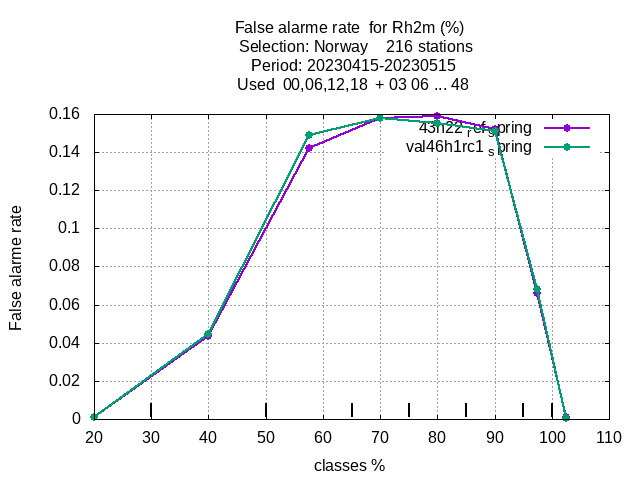 False alarme rate for Rh2m (%)
Selection: Norway 216 stations
Period: 20230415-20230515
Used 00,06,12,18 + 03 06 ... 48
0.16
0.14
0.12
0.1
0.08
0.06
0.04
0.02
0
False alarme rate
43h22_ref_spring
val46h1rc1_spring
20 30 40 50 60 70 80 90 100 110
classes %